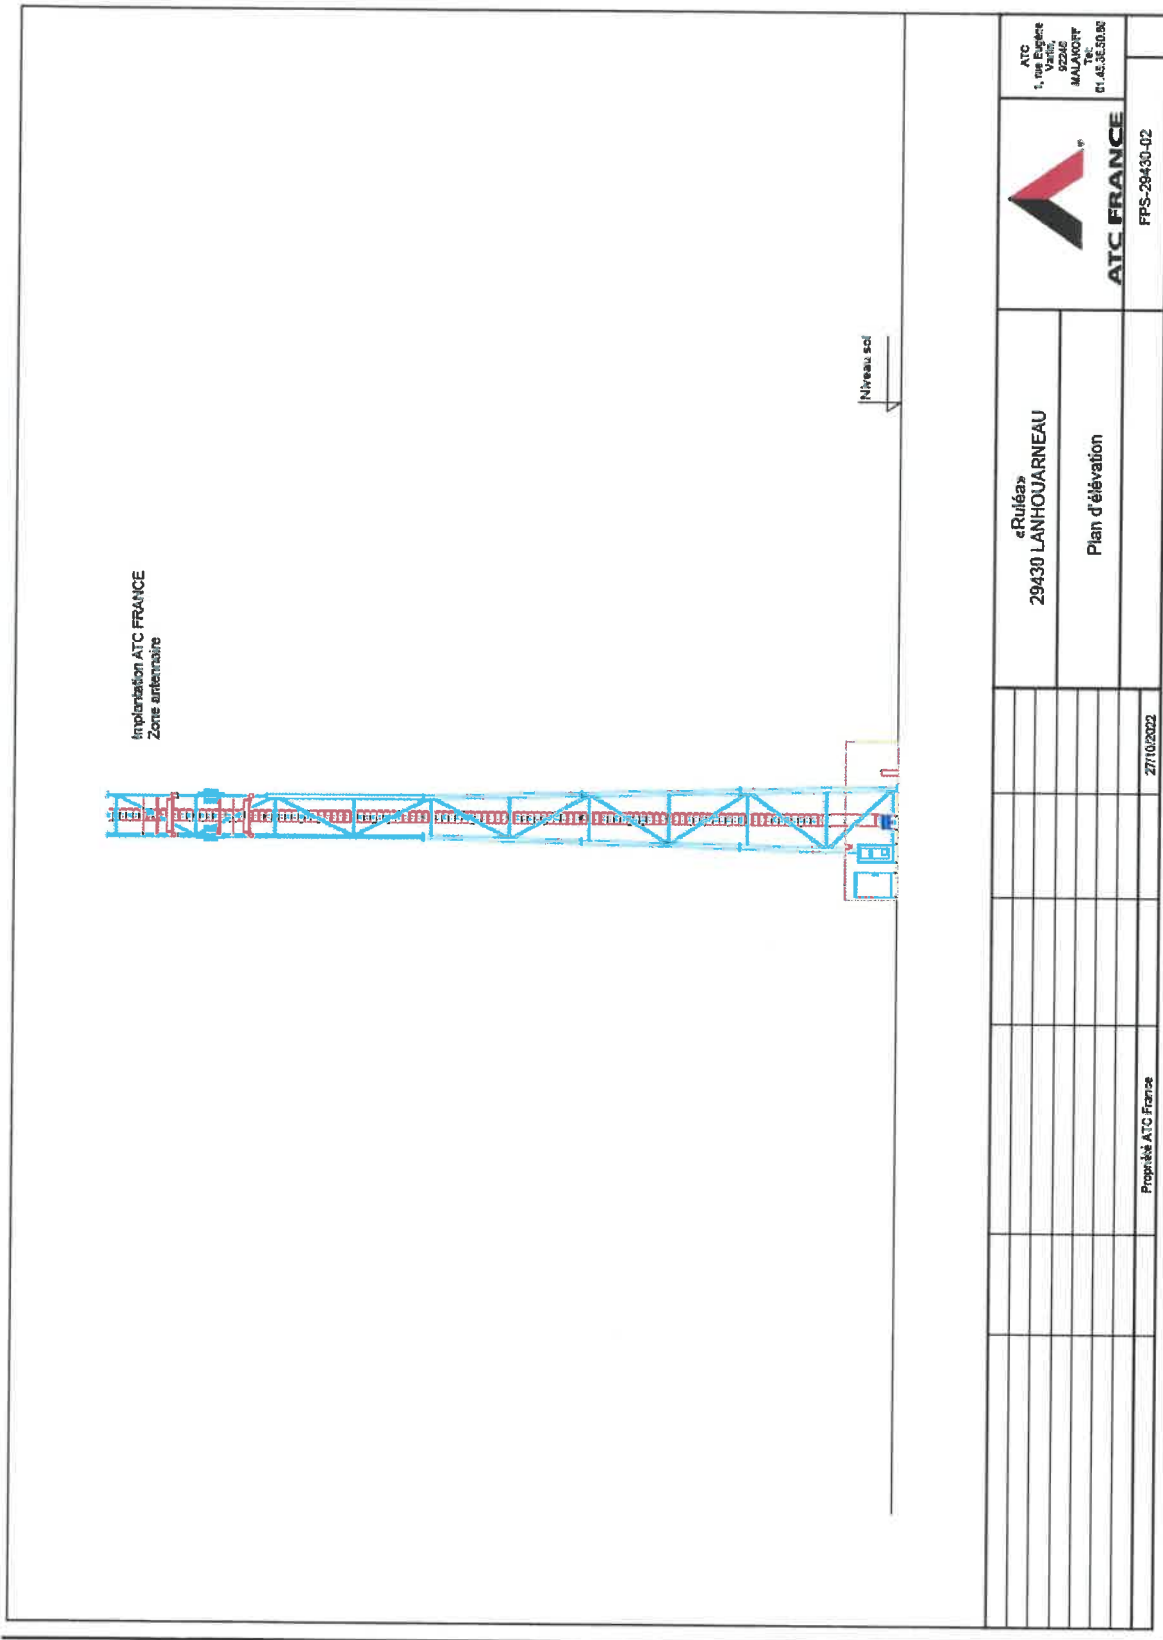 Implantation ATC FRANCE
Zone antennaire
Niveau sol
Propriété ATC France
27/10/2022
«Ruléa»
29430 LANHOUARNEAU
Plan d'élévation
ATC FRANCE
ATC
1, rue Eugène
Varlin,
92240
MALAKOFF
Tel:
01.45.36.50.80
FPS-29430-02